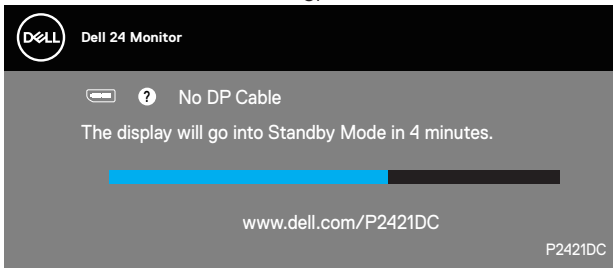 DELL Dell 24 Monitor
? No DP Cable
The display will go into Standby Mode in 4 minutes.
www.dell.com/P2421DC
P2421DC